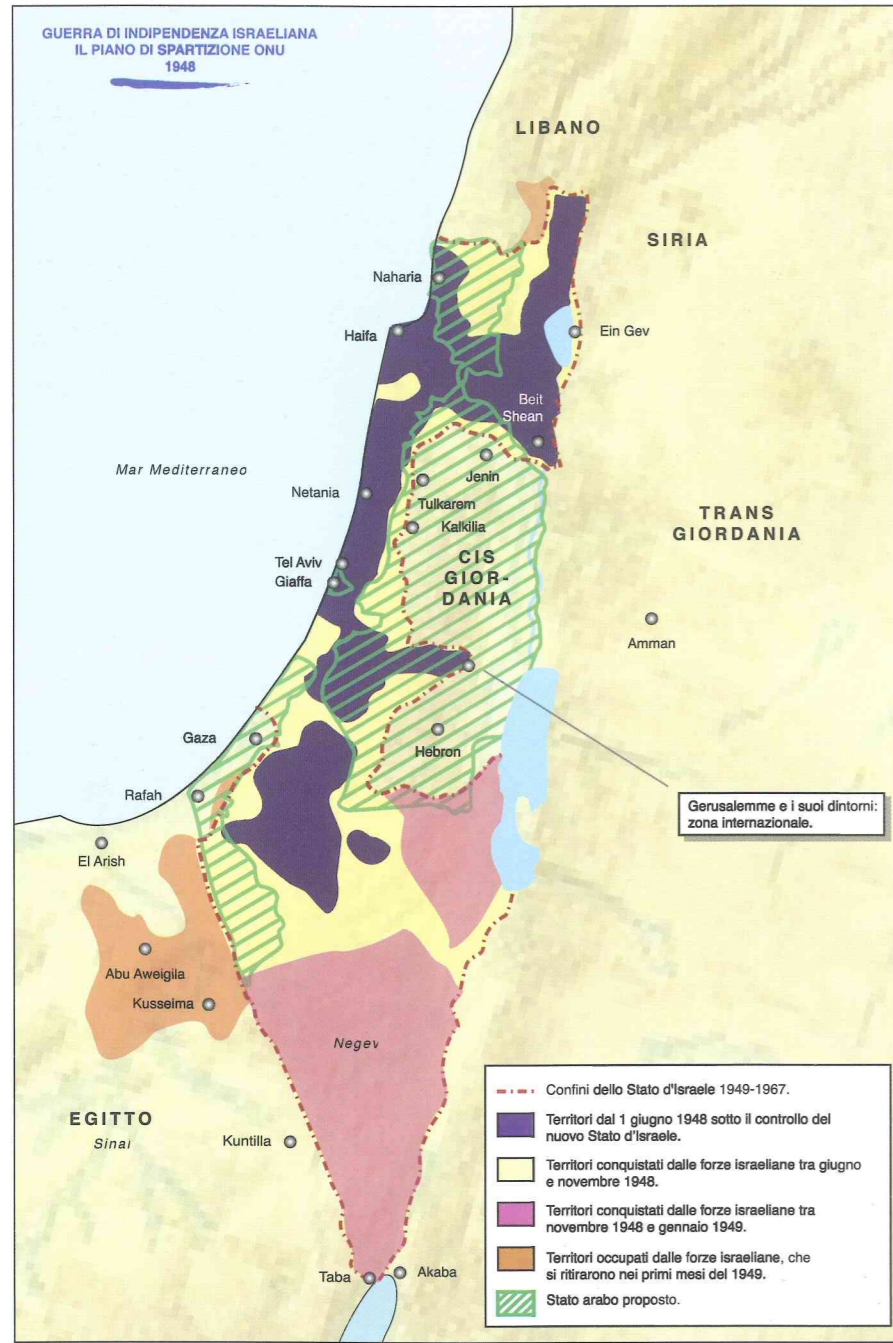 GUERRA DI INDIPENDENZA ISRAELIANA
IL PIANO DI SPARTIZIONE ONU
1948
LIBANO
SIRIA
Naharia
Haifa
Ein Gev
Beit
Shean
Mar Mediterraneo
Jenin
Netania
Tulkarem
Kalkilia
TRANS
GIORDANIA
Tel Aviv
Giaffa
CIS
GIOR-
DANIA
Amman
Gaza
Hebron
Rafah
Gerusalemme e i suoi dintorni:
zona internazionale.
El Arish
Abu Aweigila
Kusseima
Negev
EGITTO
Sinai
Kuntilla
Taba
Akaba
Confini dello Stato d'Israele 1949-1967.
Territori dal 1 giugno 1948 sotto il controllo del
nuovo Stato d'Israele.
Territori conquistati dalle forze israeliane tra giugno
e novembre 1948.
Territori conquistati dalle forze israeliane tra
novembre 1948 e gennaio 1949.
Territori occupati dalle forze israeliane, che
si ritirarono nei primi mesi del 1949.
Stato arabo proposto.